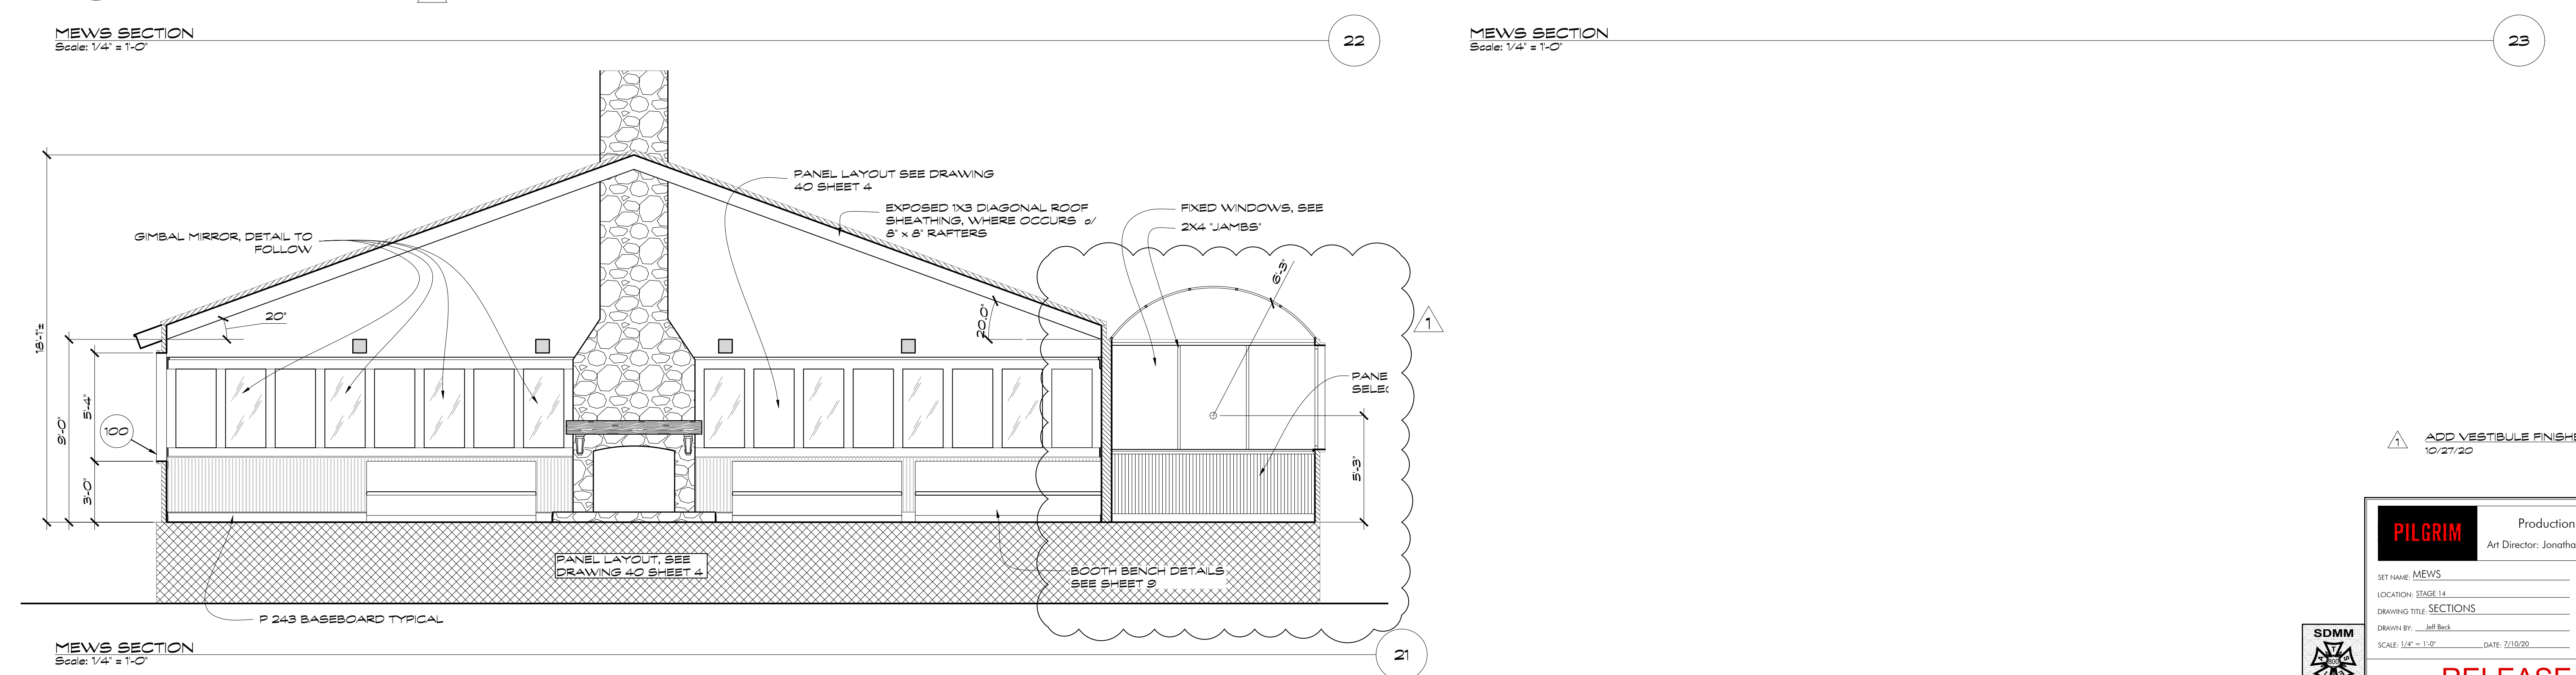 MEWS SECTION
Scale: 1/4" = 1'-0"
22
MEWS SECTION
Scale: 1/4" = 1'-0"
23
PANEL LAYOUT SEE DRAWING
40 SHEET 4
EXPOSED 1X3 DIAGONAL ROOF
SHEATHING, WHERE OCCURS c/
8" x 8" RAFTERS
FIXED WINDOWS, SEE
2X4 "JAMBS"
GIMBAL MIRROR, DETAIL TO
FOLLOW
6'-3"
20°
20.0°
18'-1"±
1
PANE
SELEC
5'-4"
9'-0"
100
3'-0"
5'-3"
1 ADD VESTIBULE FINISHE
10/27/20
PANEL LAYOUT, SEE
DRAWING 40 SHEET 4
BOOTH BENCH DETAILS
SEE SHEET 9
P 243 BASEBOARD TYPICAL
MEWS SECTION
Scale: 1/4" = 1'-0"
21
PILGRIM
Production
Art Director: Jonatha
SET NAME: MEWS
LOCATION: STAGE 14
DRAWING TITLE: SECTIONS
DRAWN BY: Jeff Beck
SCALE: 1/4" = 1'-0" DATE: 7/10/20
SDMM
800
RELEASE